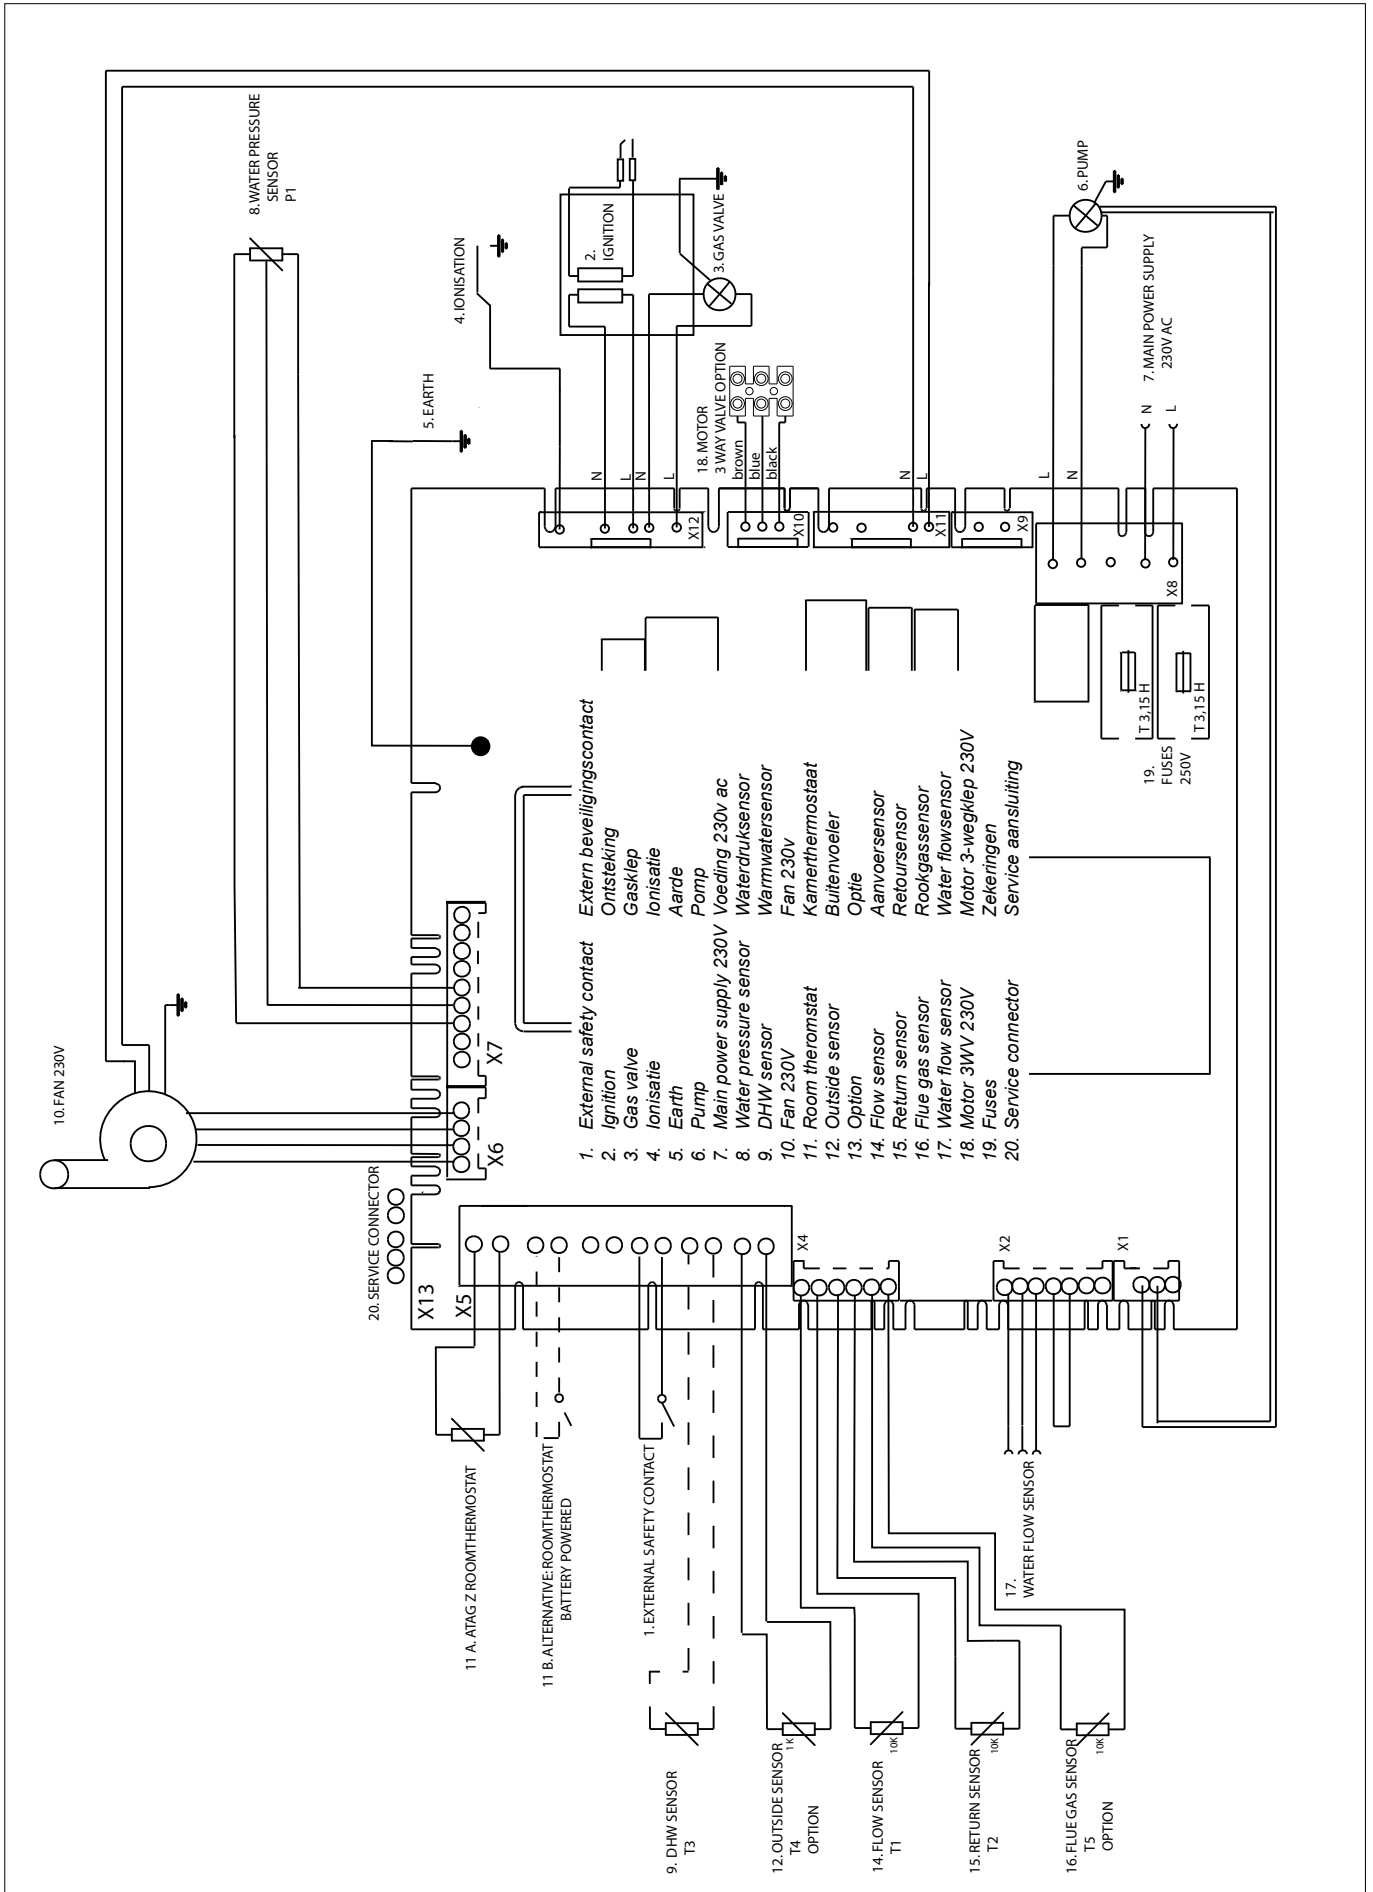 8. WATER PRESSURE
SENSOR
P1
4. IONISATION
2.
IGNITION
3. GAS VALVE
5. EARTH
18. MOTOR
3 WAY VALVE OPTION
brown
blue
black
6. PUMP
7. MAIN POWER SUPPLY
230V AC
N
L
N
L
N
L
N
L
L
N
X12
X10
X11
X9
X8
T 3,15 H
T 3,15 H
19.
FUSES
250V
10. FAN 230V
20. SERVICE CONNECTOR
X13
X5
X6
X7
X4
X2
X1
1. External safety contact Extern beveiligingscontact
2. Ignition Ontsteking
3. Gas valve Gasklep
4. Ionisatie Ionisatie
5. Earth Aarde
6. Pump Pomp
7. Main power supply 230V Voeding 230v ac
8. Water pressure sensor Waterdruksensor
9. DHW sensor Warmwatersensor
10. Fan 230V Fan 230v
11. Room theromstat Kamerthermostaat
12. Outside sensor Buitenvoeler
13. Option Optie
14. Flow sensor Aanvoersensor
15. Return sensor Retoursensor
16. Flue gas sensor Rookgassensor
17. Water flow sensor Water flowsensor
18. Motor 3WV 230V Motor 3-wegklep 230V
19. Fuses Zekeringen
20. Service connector Service aansluiting
11 A. ATAG Z ROOMTHERMOSTAT
11 B. ALTERNATIVE: ROOMTHERMOSTAT
BATTERY POWERED
1. EXTERNAL SAFETY CONTACT
17.
WATER FLOW SENSOR
9. DHW SENSOR
T3
12. OUTSIDE SENSOR
T4
OPTION
1K
14. FLOW SENSOR
T1
10K
15. RETURN SENSOR
T2
10K
16. FLUE GAS SENSOR
T5
OPTION
10K